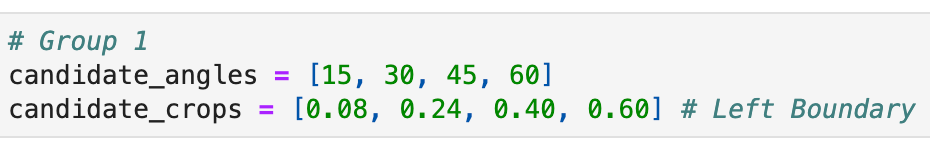 # Group 1
candidate_angles = [15, 30, 45, 60]
candidate_crops = [0.08, 0.24, 0.40, 0.60] # Left Boundary